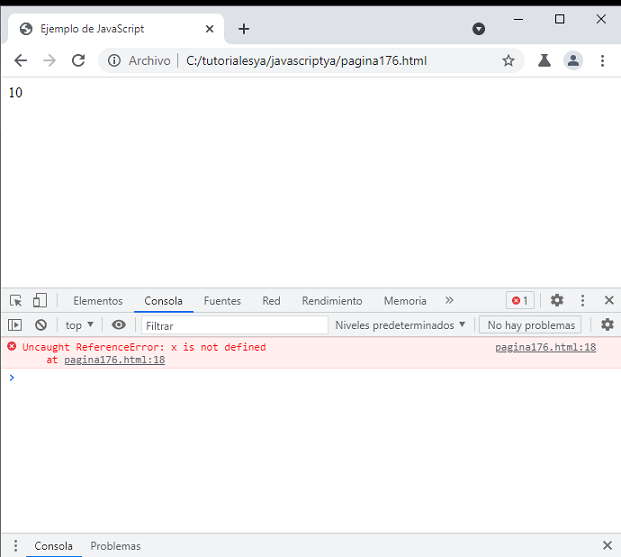 Ejemplo de JavaScript
Archivo C:/tutorialesya/javascriptya/pagina176.html
10
Elementos Consola Fuentes Red Rendimiento Memoria 1
top Filtrar Niveles predeterminados No hay problemas
Uncaught ReferenceError: x is not defined pagina176.html:18
at pagina176.html:18
Consola Problemas